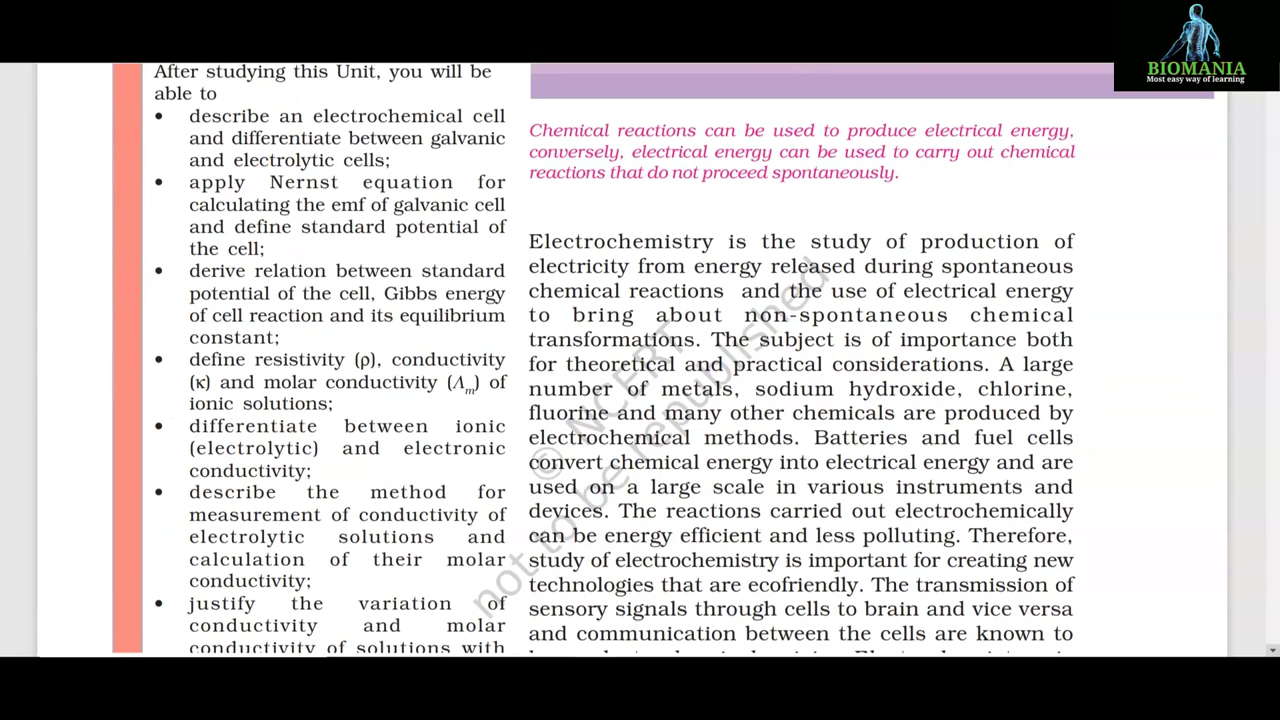 BIOMANIA
Most easy way of learning
After studying this Unit, you will be
able to
• describe an electrochemical cell
and differentiate between galvanic
and electrolytic cells;
• apply Nernst equation for
calculating the emf of galvanic cell
and define standard potential of
the cell;
• derive relation between standard
potential of the cell, Gibbs energy
of cell reaction and its equilibrium
constant;
• define resistivity (ρ), conductivity
(κ) and molar conductivity (Λm) of
ionic solutions;
• differentiate between ionic
(electrolytic) and electronic
conductivity;
• describe the method for
measurement of conductivity of
electrolytic solutions and
calculation of their molar
conductivity;
• justify the variation of
conductivity and molar
conductivity of solutions with
Chemical reactions can be used to produce electrical energy,
conversely, electrical energy can be used to carry out chemical
reactions that do not proceed spontaneously.
Electrochemistry is the study of production of
electricity from energy released during spontaneous
chemical reactions and the use of electrical energy
to bring about non-spontaneous chemical
transformations. The subject is of importance both
for theoretical and practical considerations. A large
number of metals, sodium hydroxide, chlorine,
fluorine and many other chemicals are produced by
electrochemical methods. Batteries and fuel cells
convert chemical energy into electrical energy and are
used on a large scale in various instruments and
devices. The reactions carried out electrochemically
can be energy efficient and less polluting. Therefore,
study of electrochemistry is important for creating new
technologies that are ecofriendly. The transmission of
sensory signals through cells to brain and vice versa
and communication between the cells are known to
© NCERT
not to be republished